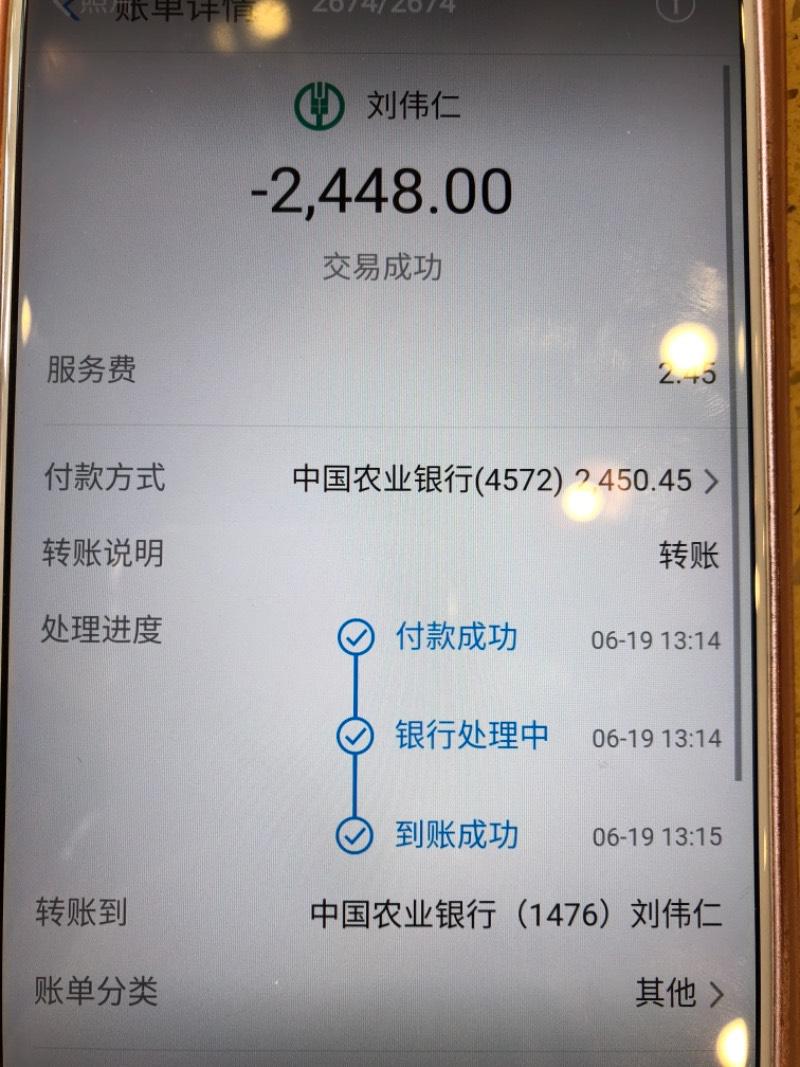 账单详情
2674/2674
刘伟仁
-2,448.00
交易成功
服务费 2.45
付款方式 中国农业银行(4572) 2,450.45
转账说明 转账
处理进度 付款成功 06-19 13:14
银行处理中 06-19 13:14
到账成功 06-19 13:15
转账到 中国农业银行（1476）刘伟仁
账单分类 其他